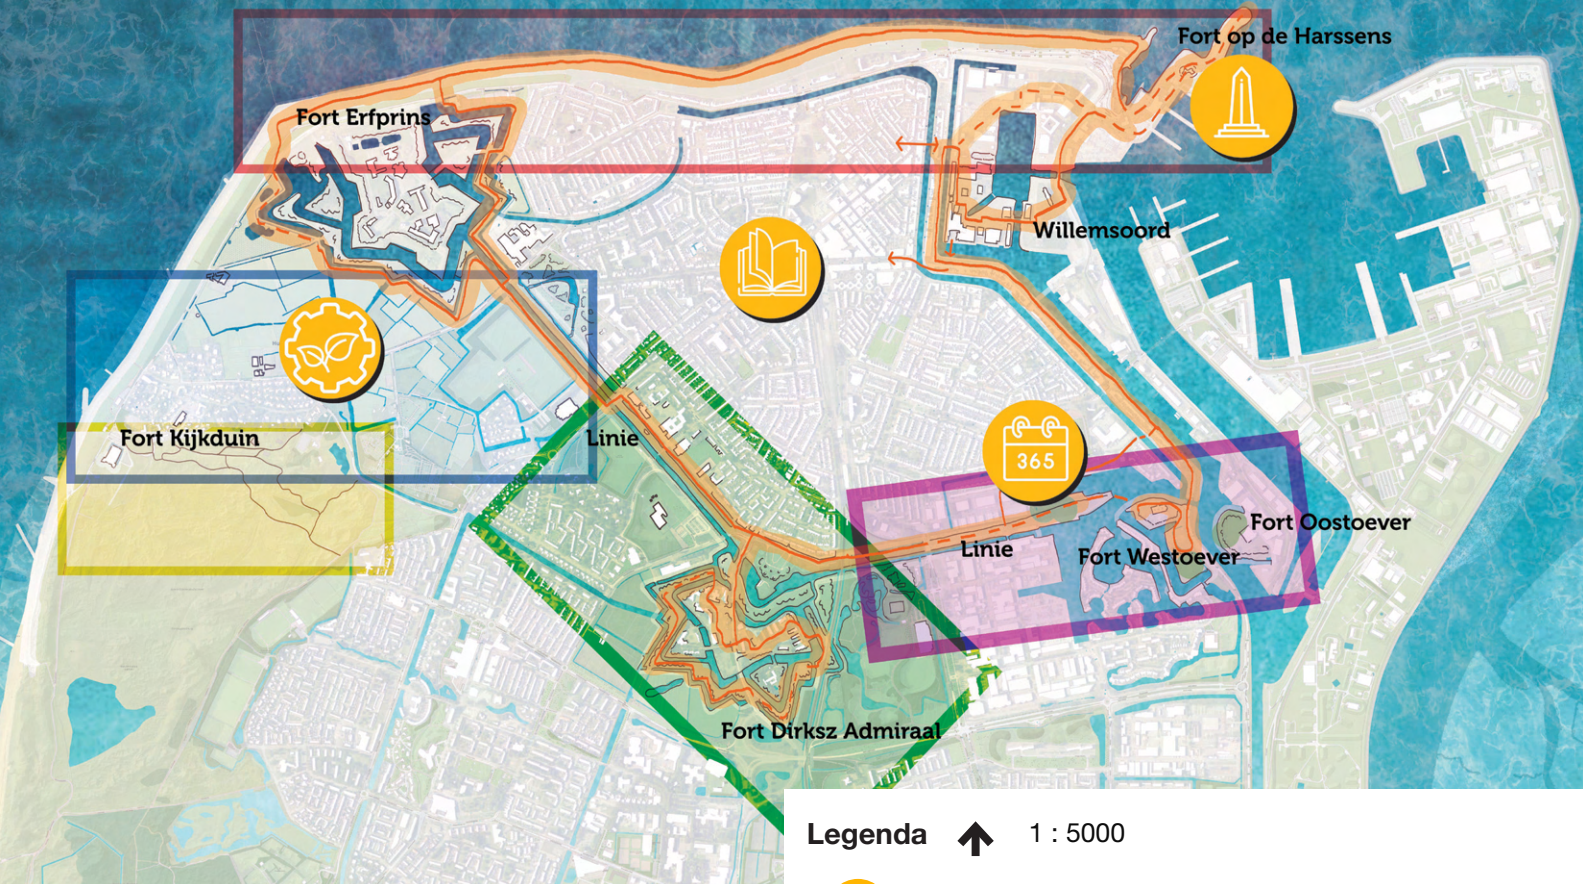 Fort op de Harssens
Fort Erfprins
Willemsoord
Fort Kijkduin
Linie
365
Fort Oostoever
Linie
Fort Westoever
Fort Dirksz Admiraal
Legenda
1 : 5000